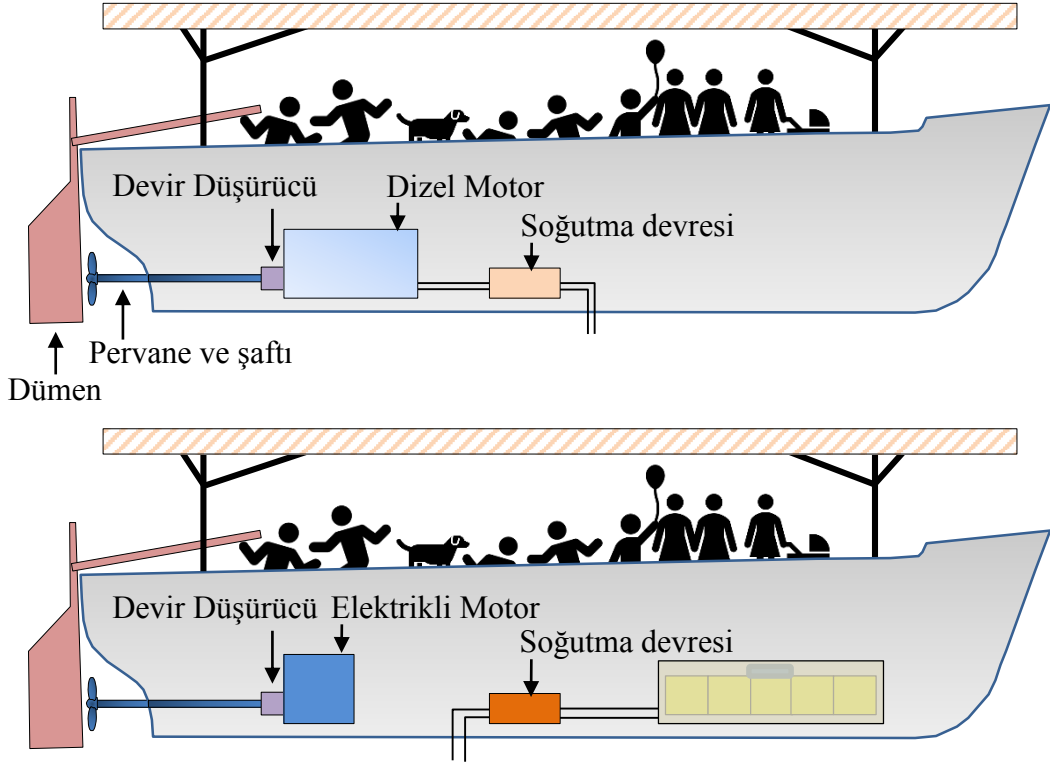 Devir Düşürücü
Dizel Motor
Soğutma devresi
Pervane ve şaftı
Dümen
Devir Düşürücü
Elektrikli Motor
Soğutma devresi